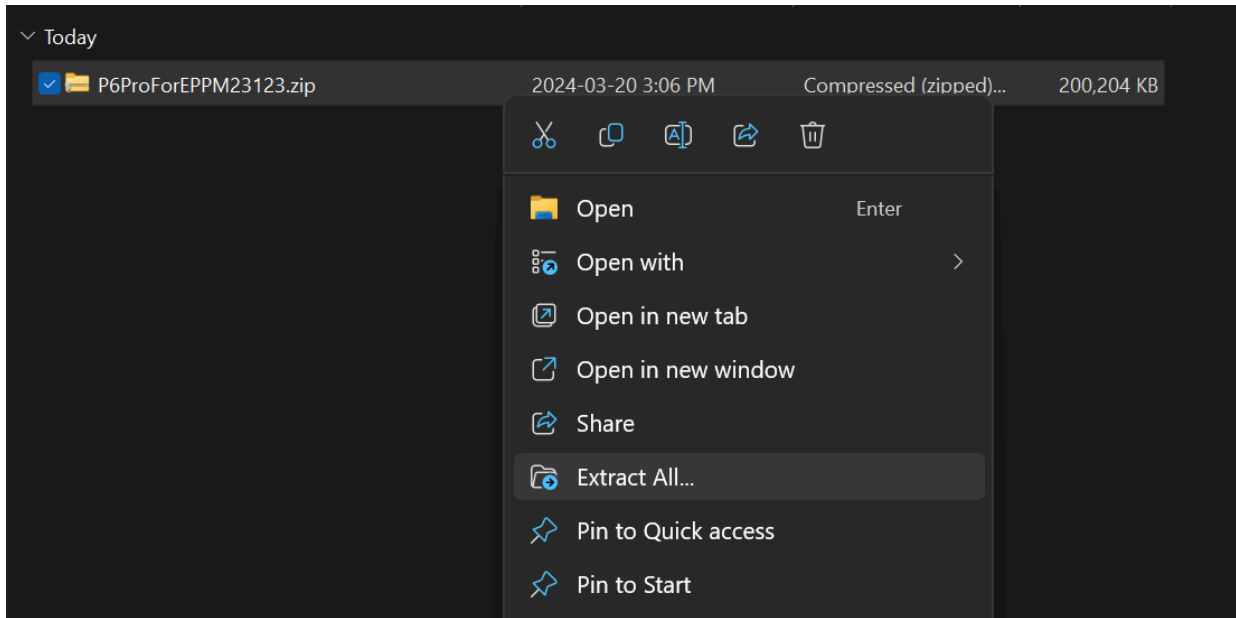 Today
P6ProForEPPM23123.zip 2024-03-20 3:06 PM Compressed (zipped)... 200,204 KB
A
Open Enter
Open with
Open in new tab
Open in new window
Share
Extract All...
Pin to Quick access
Pin to Start